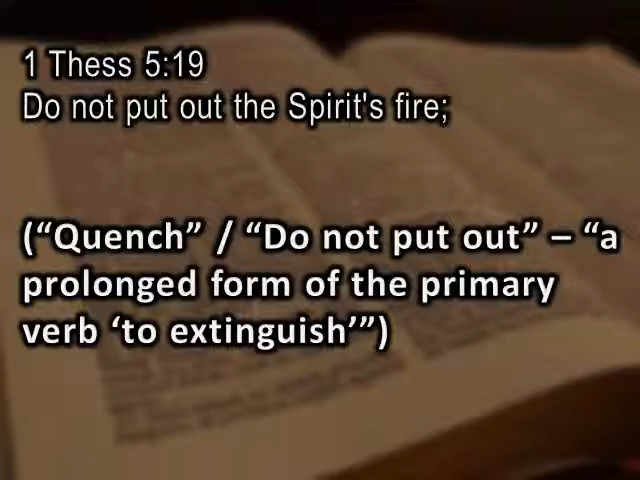 1 Thess 5:19
Do not put out the Spirit's fire;
(“Quench” / “Do not put out” – “a
prolonged form of the primary
verb ‘to extinguish’”)